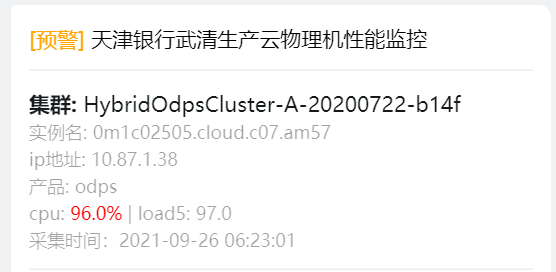 [预警] 天津银行武清生产云物理机性能监控
集群: HybridOdpsCluster-A-20200722-b14f
实例名: 0m1c02505.cloud.c07.am57
ip地址: 10.87.1.38
产品: odps
cpu: 96.0% | load5: 97.0
采集时间：2021-09-26 06:23:01